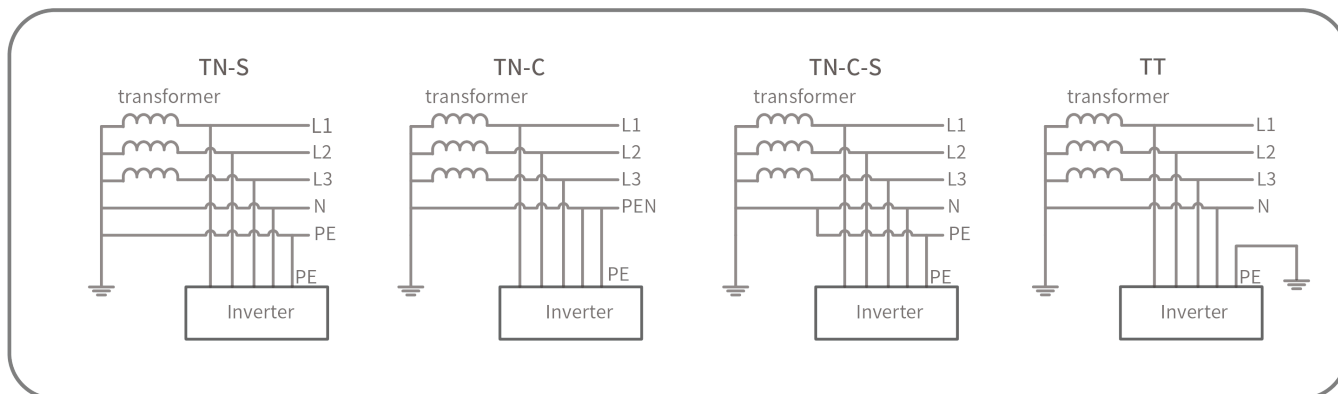 TN-S
transformer
L1
L2
L3
N
PE
PE
Inverter
TN-C
transformer
L1
L2
L3
PEN
PE
Inverter
TN-C-S
transformer
L1
L2
L3
N
PE
PE
Inverter
TT
transformer
L1
L2
L3
N
PE
Inverter